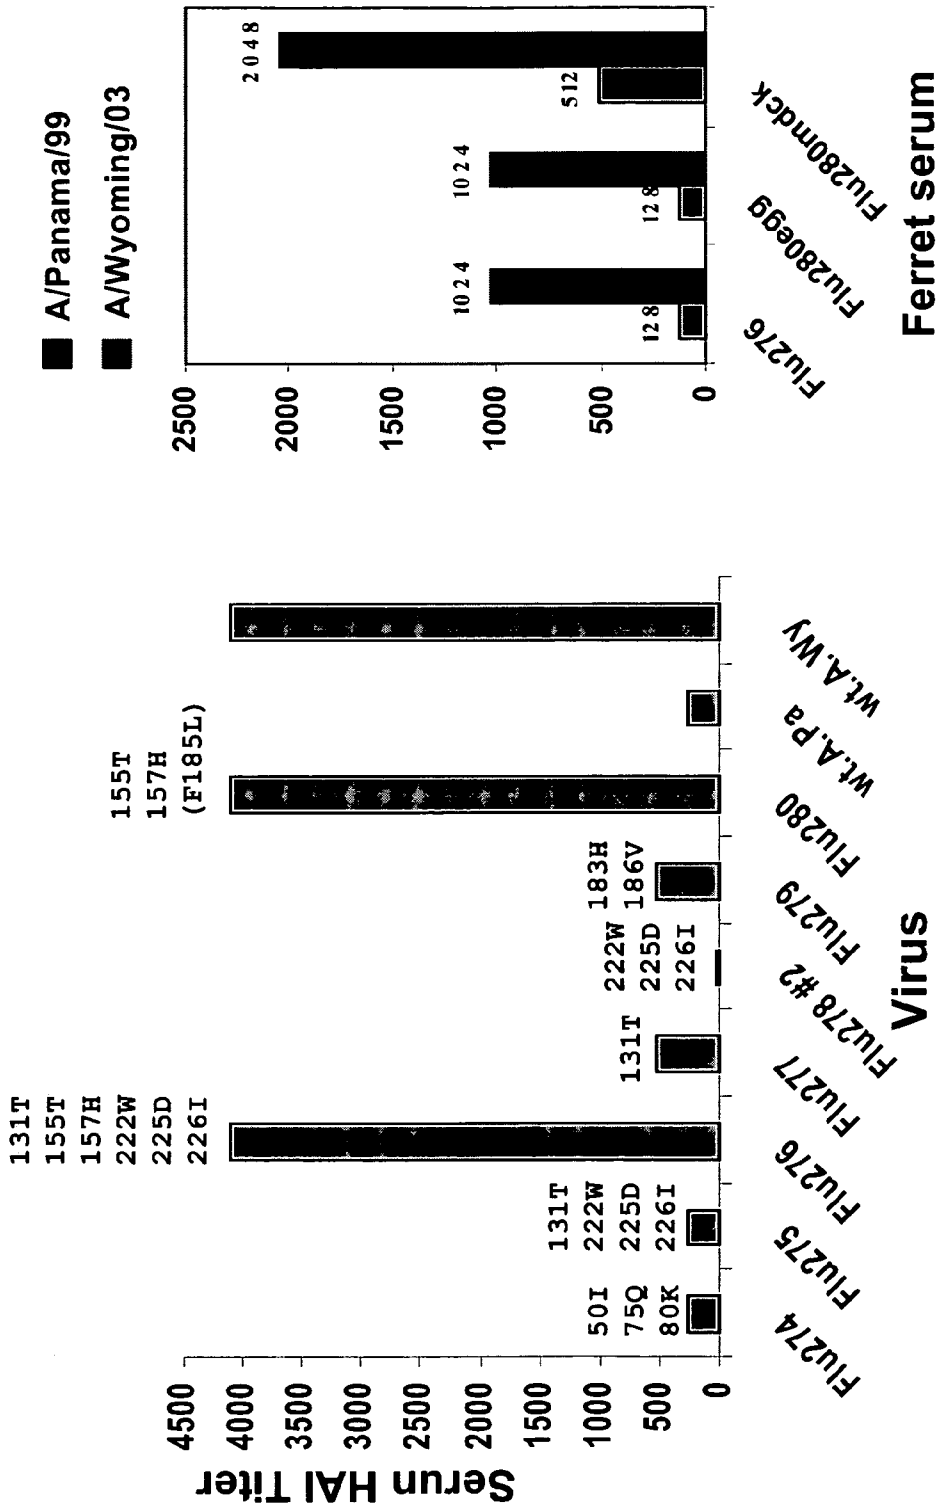 Serun HAI Titer
4500
4000
3500
3000
2500
2000
1500
1000
500
0
50I
75Q
80K
131T
222W
225D
226I
131T
155T
157H
222W
225D
226I
131T
222W
225D
226I
183H
186V
155T
157H
(F185L)
Flu274
Flu275
Flu276
Flu277
Flu278 #2
Flu279
Flu280
wt.A.Pa
wt.A.Wy
Virus
A/Panama/99
A/Wyoming/03
2500
2000
1500
1000
500
0
128
1024
128
1024
512
2048
Flu276
Flu280egg
Flu280mdck
Ferret serum